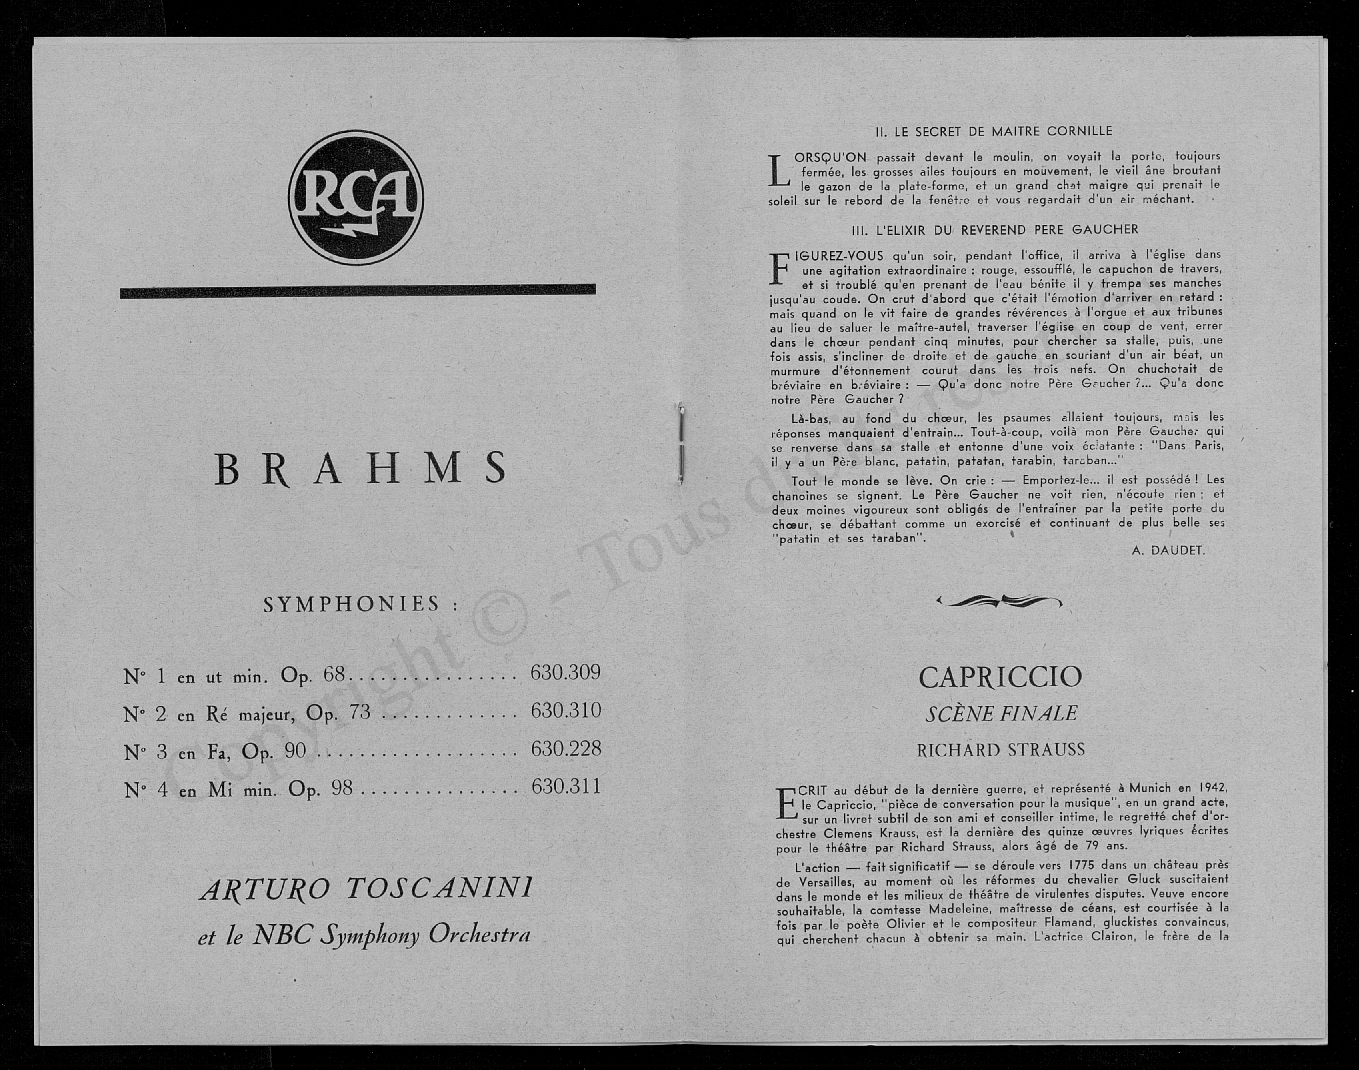 RCA
BRAHMS
SYMPHONIES :
N° 1 en ut min. Op. 68................ 630.309
N° 2 en Ré majeur, Op. 73 ............. 630.310
N° 3 en Fa, Op. 90 ................... 630.228
N° 4 en Mi min. Op. 98 ............... 630.311
ARTURO TOSCANINI
et le NBC Symphony Orchestra
II. LE SECRET DE MAITRE CORNILLE
LORSQU'ON passait devant le moulin, on voyait la porte, toujours
fermée, les grosses ailes toujours en mouvement, le vieil âne broutant
le gazon de la plate-forme, et un grand chat maigre qui prenait le
soleil sur le rebord de la fenêtre et vous regardait d'un air méchant.
III. L'ELIXIR DU REVEREND PERE GAUCHER
FIGUREZ-VOUS qu'un soir, pendant l'office, il arriva à l'église dans
une agitation extraordinaire : rouge, essoufflé, le capuchon de travers,
et si troublé qu'en prenant de l'eau bénite il y trempa ses manches
jusqu'au coude. On crut d'abord que c'était l'émotion d'arriver en retard :
mais quand on le vit faire de grandes révérences à l'orgue et aux tribunes
au lieu de saluer le maître-autel, traverser l'église en coup de vent, errer
dans le chœur pendant cinq minutes, pour chercher sa stalle, puis, une
fois assis, s'incliner de droite et de gauche en souriant d'un air béat, un
murmure d'étonnement courut dans les trois nefs. On chuchotait de
bréviaire en bréviaire : — Qu'a donc notre Père Gaucher ?... Qu'a donc
notre Père Gaucher ?
Là-bas, au fond du chœur, les psaumes allaient toujours, mais les
réponses manquaient d'entrain... Tout-à-coup, voilà mon Père Gaucher qui
se renverse dans sa stalle et entonne d'une voix éclatante : "Dans Paris,
il y a un Père blanc, patatin, patatan, tarabin, taraban..."
Tout le monde se lève. On crie : — Emportez-le... il est possédé ! Les
chanoines se signent. Le Père Gaucher ne voit rien, n'écoute rien ; et
deux moines vigoureux sont obligés de l'entraîner par la petite porte du
chœur, se débattant comme un exorcisé et continuant de plus belle ses
"patatin et ses taraban".
A. DAUDET.
CAPRICCIO
SCÈNE FINALE
RICHARD STRAUSS
ECRIT au début de la dernière guerre, et représenté à Munich en 1942,
le Capriccio, "pièce de conversation pour la musique", en un grand acte,
sur un livret subtil de son ami et conseiller intime, le regretté chef d'or-
chestre Clemens Krauss, est la dernière des quinze œuvres lyriques écrites
pour le théâtre par Richard Strauss, alors âgé de 79 ans.
L'action — fait significatif — se déroule vers 1775 dans un château près
de Versailles, au moment où les réformes du chevalier Gluck suscitaient
dans le monde et les milieux de théâtre de virulentes disputes. Veuve encore
souhaitable, la comtesse Madeleine, maîtresse de céans, est courtisée à la
fois par le poète Olivier et le compositeur Flamand, gluckistes convaincus,
qui cherchent chacun à obtenir sa main. L'actrice Clairon, le frère de la
Copyright © - Tous